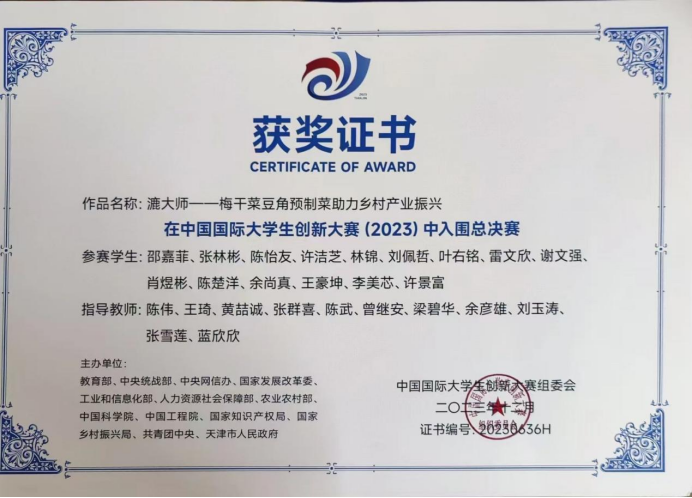 获奖证书
CERTIFICATE OF AWARD
作品名称: 漉大师——梅干菜豆角预制菜助力乡村产业振兴
在中国国际大学生创新大赛 (2023) 中入围总决赛
参赛学生: 邵嘉菲、张林彬、陈怡友、许洁芝、林锦、刘佩哲、叶右铭、雷文欣、谢文强、
肖煜彬、陈楚洋、余尚真、王豪坤、李美芯、许景富
指导教师: 陈伟、王琦、黄喆诚、张群喜、陈武、曾继安、梁碧华、余彦雄、刘玉涛、
张雪莲、蓝欣欣
主办单位:
教育部、中央统战部、中央网信办、国家发展改革委、
工业和信息化部、人力资源社会保障部、农业农村部、
中国科学院、中国工程院、国家知识产权局、国家
乡村振兴局、共青团中央、天津市人民政府
中国国际大学生创新大赛组委会
二〇二三年十二月
证书编号: 20230636H